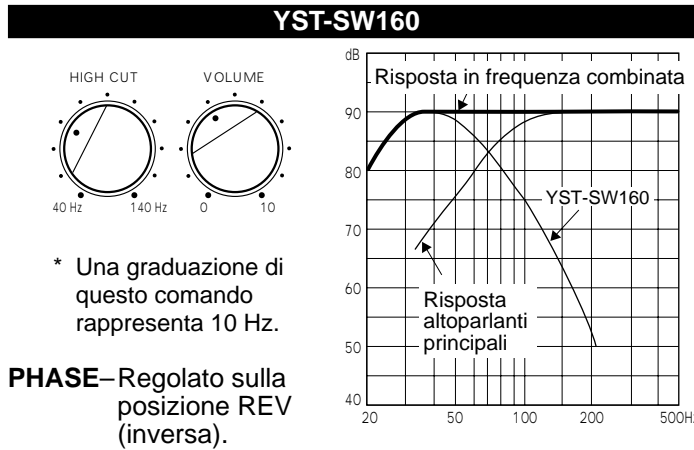 YST-SW160
HIGH CUT
VOLUME
40 Hz
140 Hz
0
10
* Una graduazione di
questo comando
rappresenta 10 Hz.
PHASE–Regolato sulla
posizione REV
(inversa).
dB
90
80
70
60
50
40
20
50
100
200
500Hz
Risposta in frequenza combinata
YST-SW160
Risposta
altoparlanti
principali